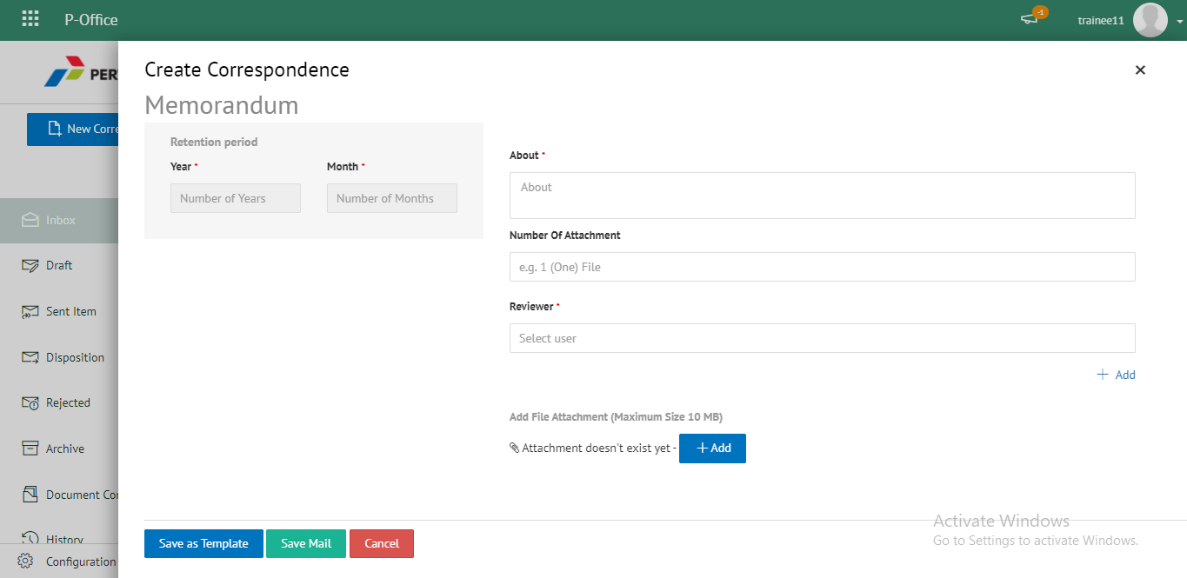 P-Office
-1
trainee11
PER
New Corre
Inbox
Draft
Sent Item
Disposition
Rejected
Archive
Document Cor
History
Configuration
Create Correspondence
×
Memorandum
Retention period
Year *
Month *
Number of Years
Number of Months
About *
About
Number Of Attachment
e.g. 1 (One) File
Reviewer *
Select user
+ Add
Add File Attachment (Maximum Size 10 MB)
Attachment doesn't exist yet - + Add
Save as Template
Save Mail
Cancel
Activate Windows
Go to Settings to activate Windows.